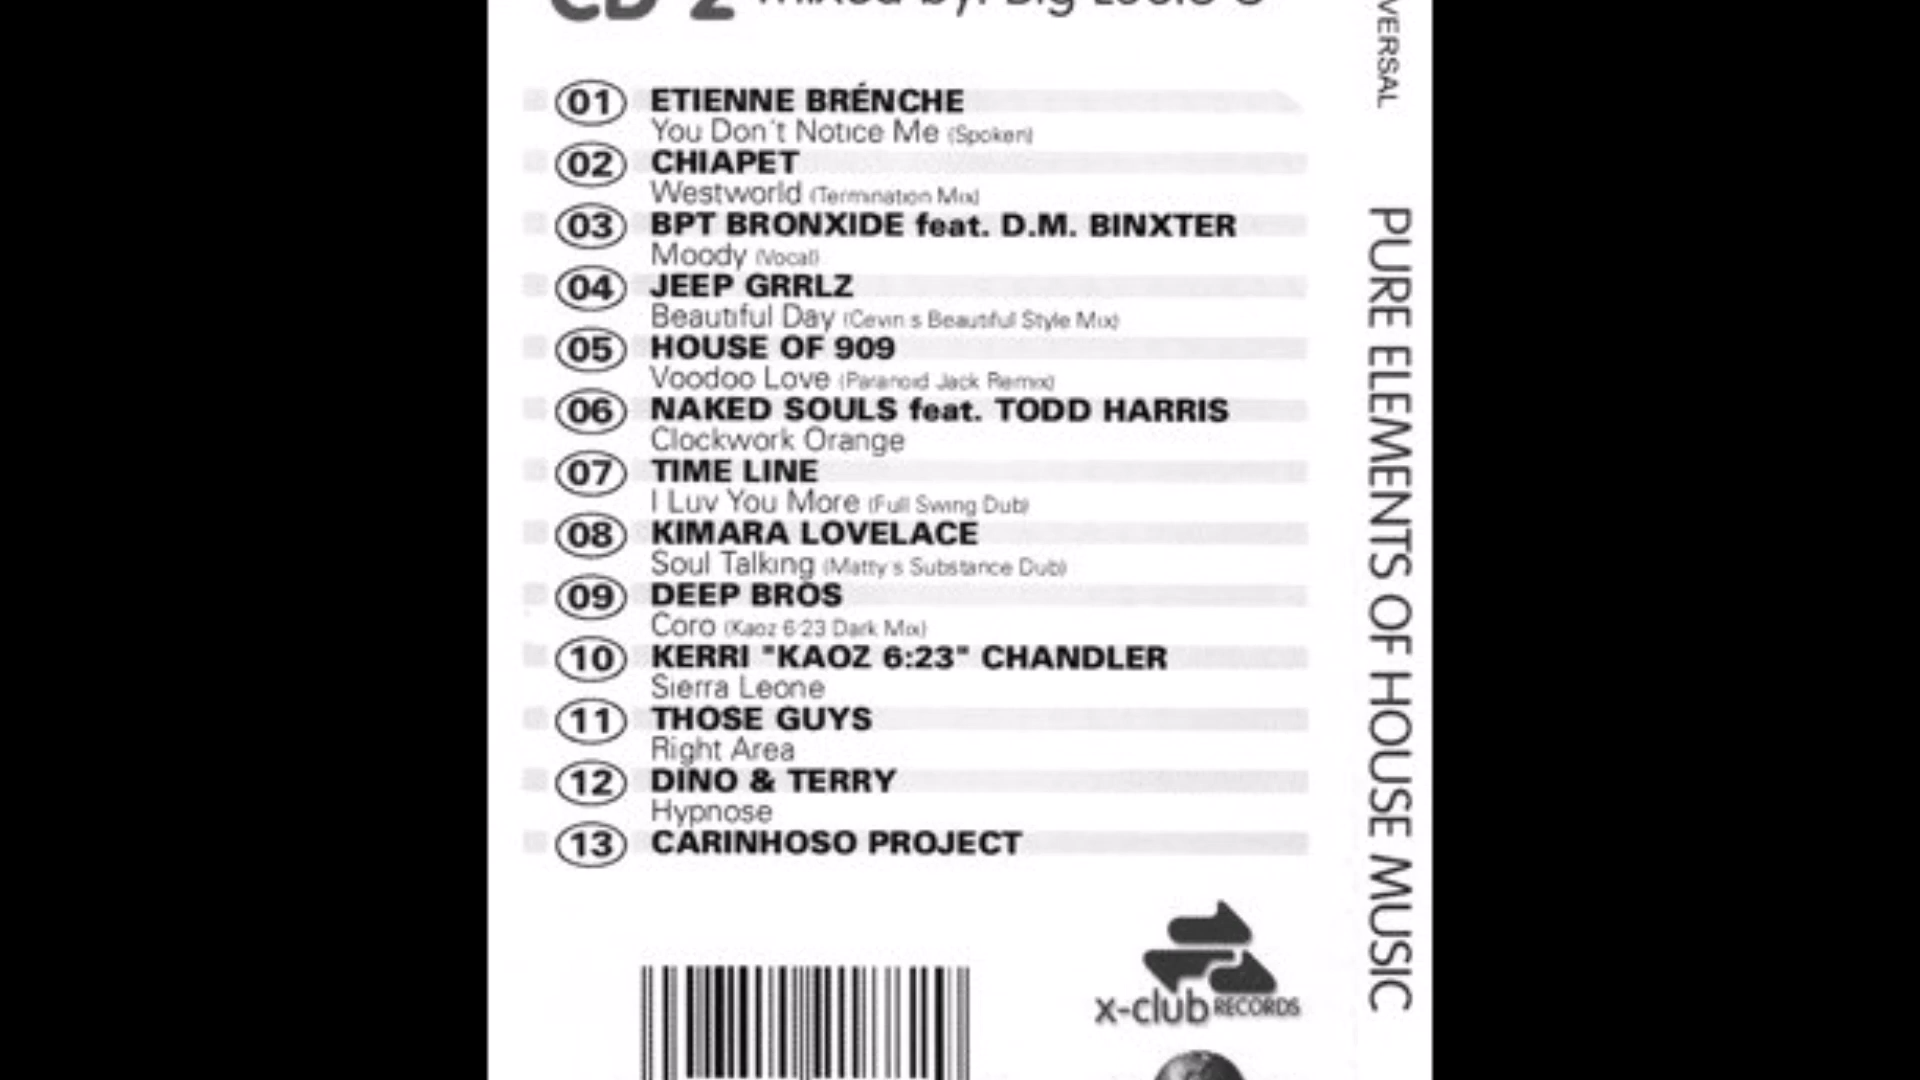 CD 2 mixed by: Big
01 ETIENNE BRÉNCHE
You Don't Notice Me (Spoken)
02 CHIAPET
Westworld (Termination Mix)
03 BPT BRONXIDE feat. D.M. BINXTER
Moody (Vocal)
04 JEEP GRRLZ
Beautiful Day (Cevin's Beautiful Style Mix)
05 HOUSE OF 909
Voodoo Love (Paranoid Jack Remix)
06 NAKED SOULS feat. TODD HARRIS
Clockwork Orange
07 TIME LINE
I Luv You More (Full Swing Dub)
08 KIMARA LOVELACE
Soul Talking (Matty's Substance Dub)
09 DEEP BROS
Coro (Kaoz 6:23 Dark Mix)
10 KERRI "KAOZ 6:23" CHANDLER
Sierra Leone
11 THOSE GUYS
Right Area
12 DINO & TERRY
Hypnose
13 CARINHOSO PROJECT
x-club RECORDS
VERSAL
PURE ELEMENTS OF HOUSE MUSIC